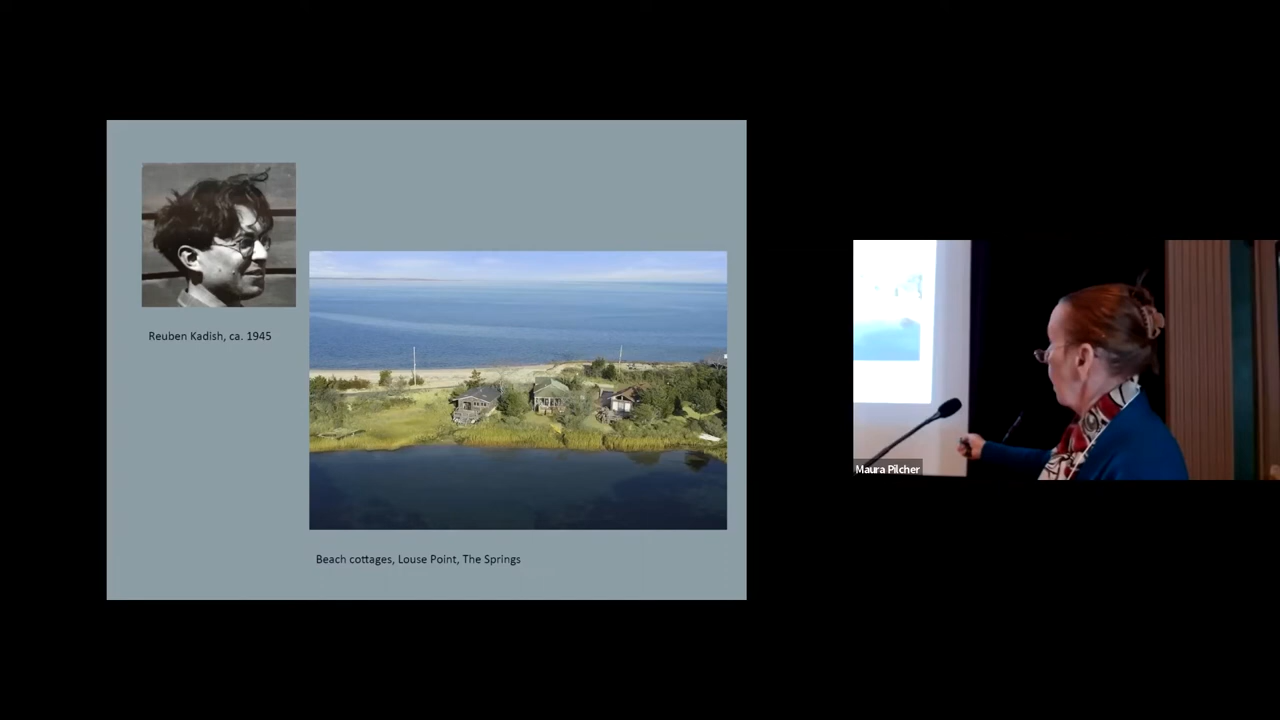 Reuben Kadish, ca. 1945
Beach cottages, Louse Point, The Springs
Maura Pilcher